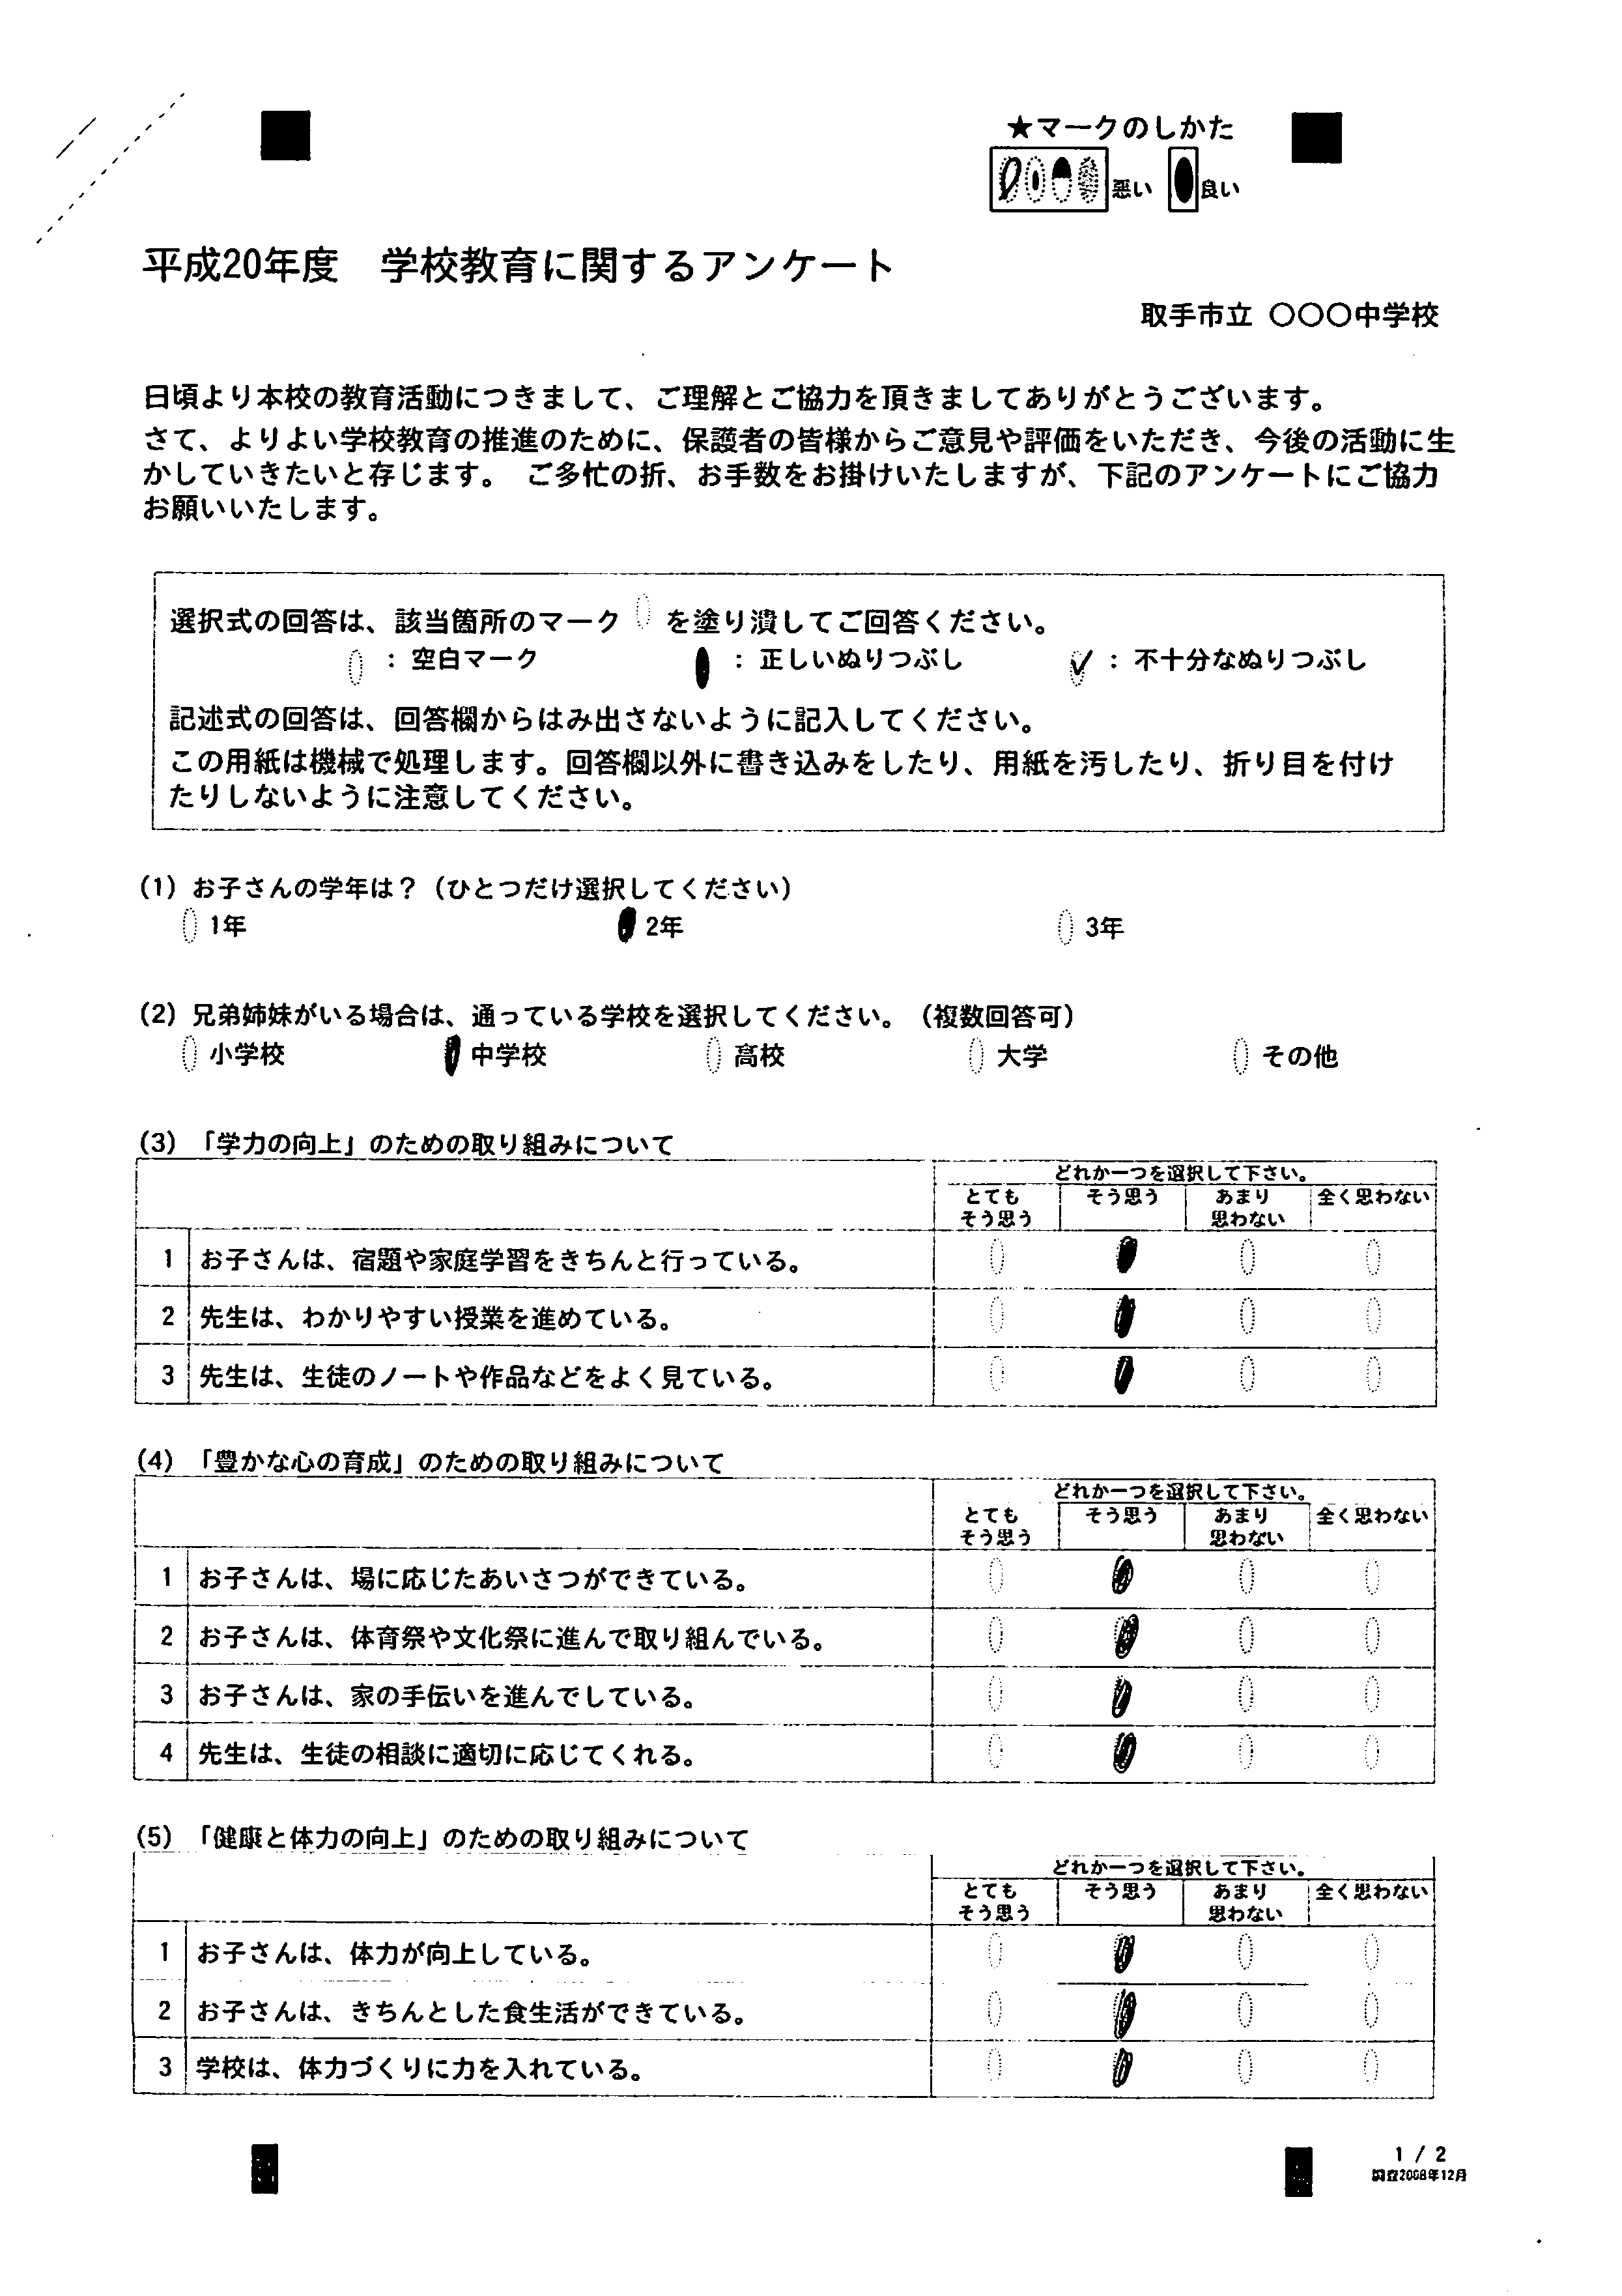 ★マークのしかた
悪い 良い
平成20年度　学校教育に関するアンケート
取手市立 〇〇〇中学校
日頃より本校の教育活動につきまして、ご理解とご協力を頂きましてありがとうございます。
さて、よりよい学校教育の推進のために、保護者の皆様からご意見や評価をいただき、今後の活動に生
かしていきたいと存じます。 ご多忙の折、お手数をお掛けいたしますが、下記のアンケートにご協力
お願いいたします。
選択式の回答は、該当箇所のマーク を塗り潰してご回答ください。
：空白マーク ：正しいぬりつぶし ：不十分なぬりつぶし
記述式の回答は、回答欄からはみ出さないように記入してください。
この用紙は機械で処理します。回答欄以外に書き込みをしたり、用紙を汚したり、折り目を付け
たりしないように注意してください。
(1) お子さんの学年は？（ひとつだけ選択してください）
1年 2年 3年
(2) 兄弟姉妹がいる場合は、通っている学校を選択してください。（複数回答可）
小学校 中学校 高校 大学 その他
(3) 「学力の向上」のための取り組みについて
どれか一つを選択して下さい。
とても そう思う あまり 全く思わない
そう思う 思わない
1 お子さんは、宿題や家庭学習をきちんと行っている。
2 先生は、わかりやすい授業を進めている。
3 先生は、生徒のノートや作品などをよく見ている。
(4) 「豊かな心の育成」のための取り組みについて
どれか一つを選択して下さい。
とても そう思う あまり 全く思わない
そう思う 思わない
1 お子さんは、場に応じたあいさつができている。
2 お子さんは、体育祭や文化祭に進んで取り組んでいる。
3 お子さんは、家の手伝いを進んでしている。
4 先生は、生徒の相談に適切に応じてくれる。
(5) 「健康と体力の向上」のための取り組みについて
どれか一つを選択して下さい。
とても そう思う あまり 全く思わない
そう思う 思わない
1 お子さんは、体力が向上している。
2 お子さんは、きちんとした食生活ができている。
3 学校は、体力づくりに力を入れている。
1 / 2
調査2008年12月